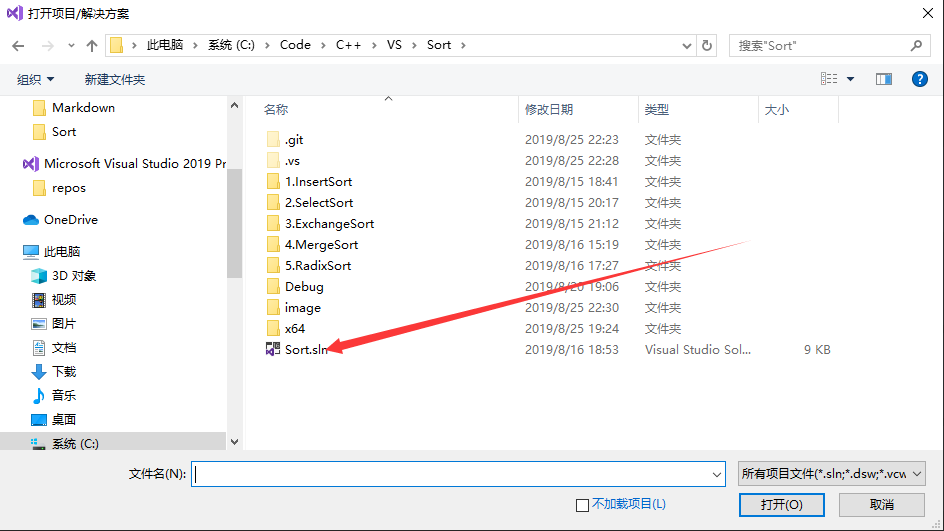 打开项目/解决方案
此电脑 › 系统 (C:) › Code › C++ › VS › Sort ›
搜索"Sort"
组织 新建文件夹
Markdown
Sort
Microsoft Visual Studio 2019 Pr
repos
OneDrive
此电脑
3D 对象
视频
图片
文档
下载
音乐
桌面
系统 (C:)
名称 修改日期 类型 大小
.git 2019/8/25 22:23 文件夹
.vs 2019/8/25 22:28 文件夹
1.InsertSort 2019/8/15 18:41 文件夹
2.SelectSort 2019/8/15 20:17 文件夹
3.ExchangeSort 2019/8/15 21:12 文件夹
4.MergeSort 2019/8/16 15:19 文件夹
5.RadixSort 2019/8/16 17:27 文件夹
Debug 2019/8/20 19:06 文件夹
image 2019/8/25 22:30 文件夹
x64 2019/8/25 19:24 文件夹
Sort.sln 2019/8/16 18:53 Visual Studio Sol... 9 KB
文件名(N):
所有项目文件(*.sln;*.dsw;*.vcw
不加载项目(L)
打开(O) 取消